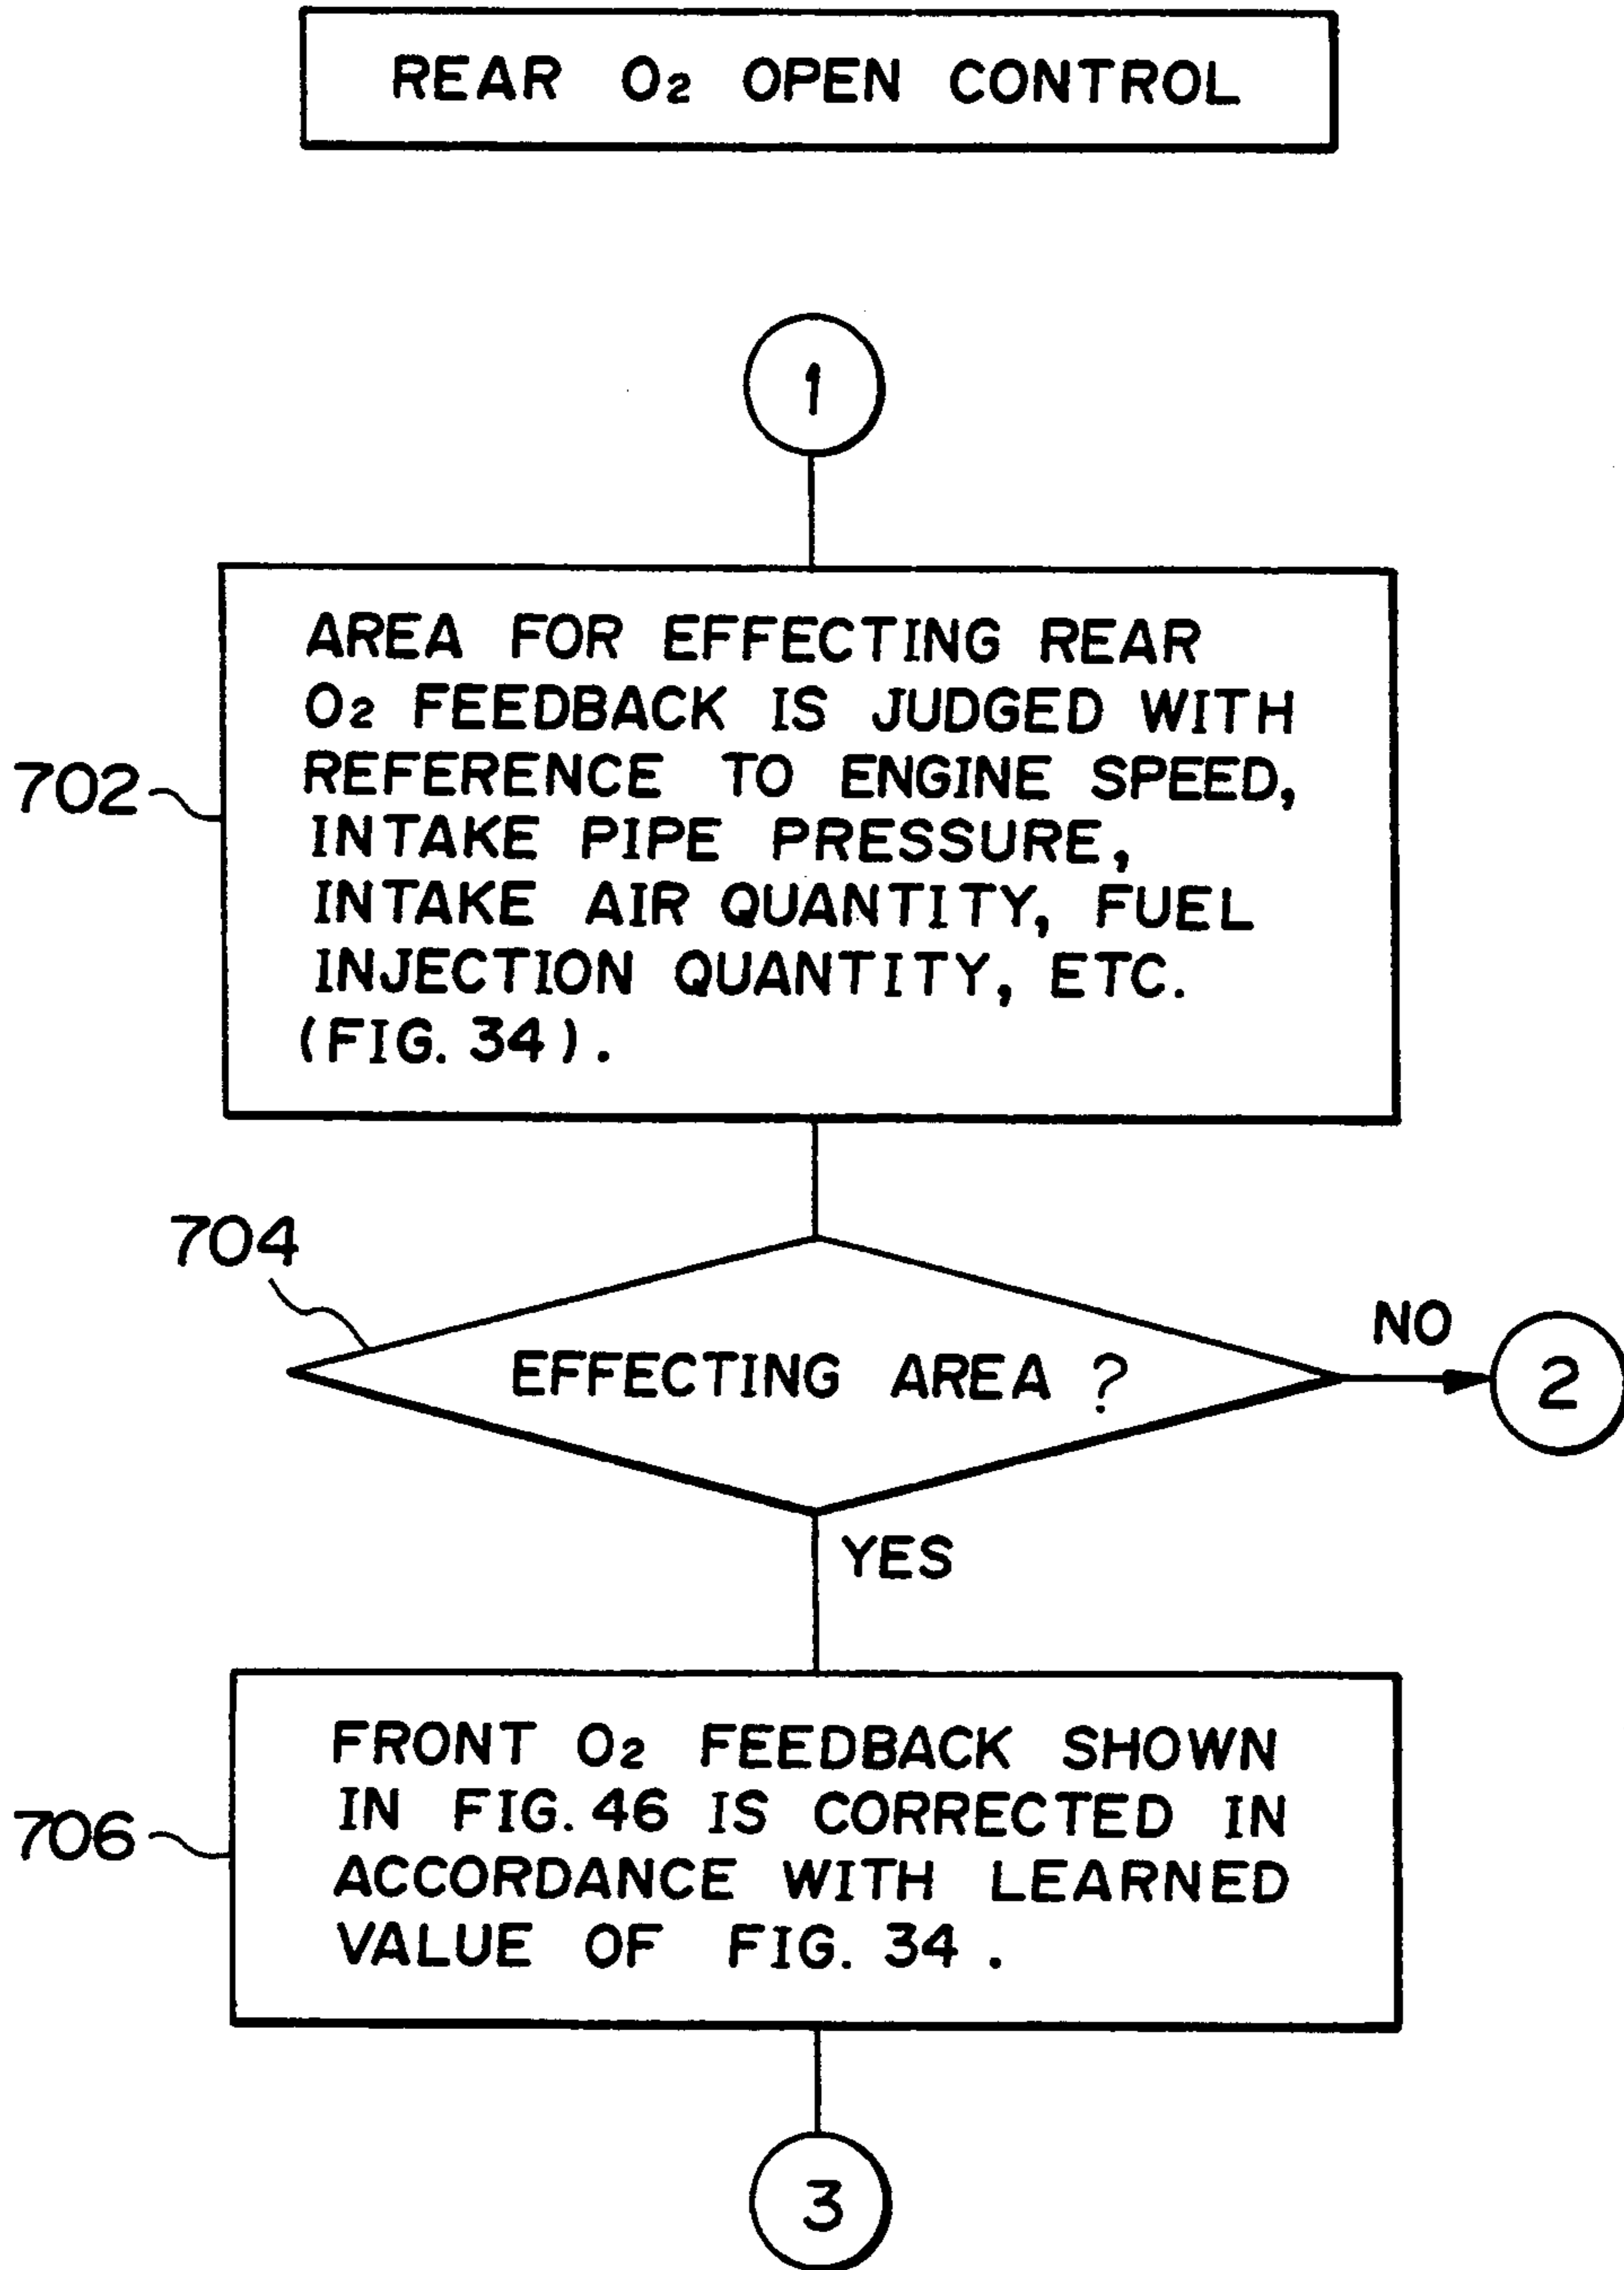 REAR O₂ OPEN CONTROL
1
702
AREA FOR EFFECTING REAR
O₂ FEEDBACK IS JUDGED WITH
REFERENCE TO ENGINE SPEED,
INTAKE PIPE PRESSURE,
INTAKE AIR QUANTITY, FUEL
INJECTION QUANTITY, ETC.
(FIG. 34).
704
EFFECTING AREA ?
NO
2
YES
706
FRONT O₂ FEEDBACK SHOWN
IN FIG. 46 IS CORRECTED IN
ACCORDANCE WITH LEARNED
VALUE OF FIG. 34 .
3